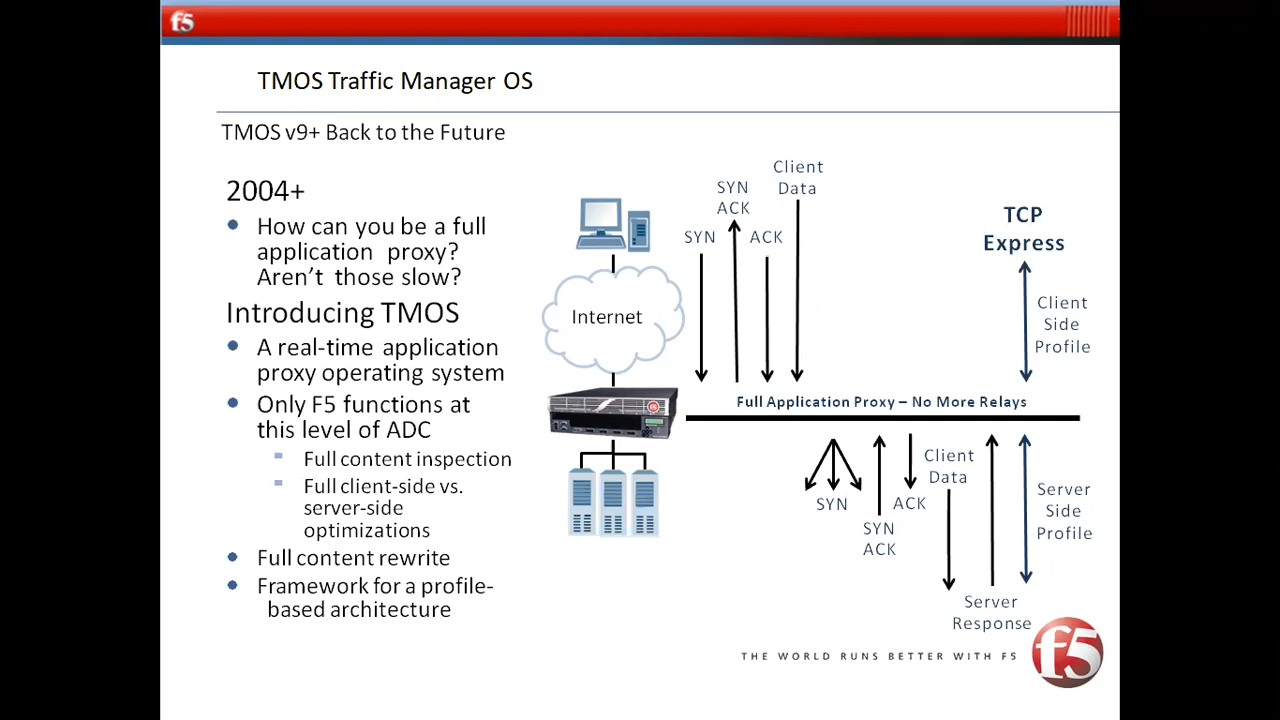 f5
TMOS Traffic Manager OS
TMOS v9+ Back to the Future
2004+
How can you be a full
application proxy?
Aren't those slow?
Introducing TMOS
A real-time application
proxy operating system
Only F5 functions at
this level of ADC
Full content inspection
Full client-side vs.
server-side
optimizations
Full content rewrite
Framework for a profile-
based architecture
Internet
SYN
SYN
ACK
ACK
Client
Data
TCP
Express
Client
Side
Profile
Full Application Proxy – No More Relays
SYN
SYN
ACK
ACK
Client
Data
Server
Response
Server
Side
Profile
THE WORLD RUNS BETTER WITH F5
f5